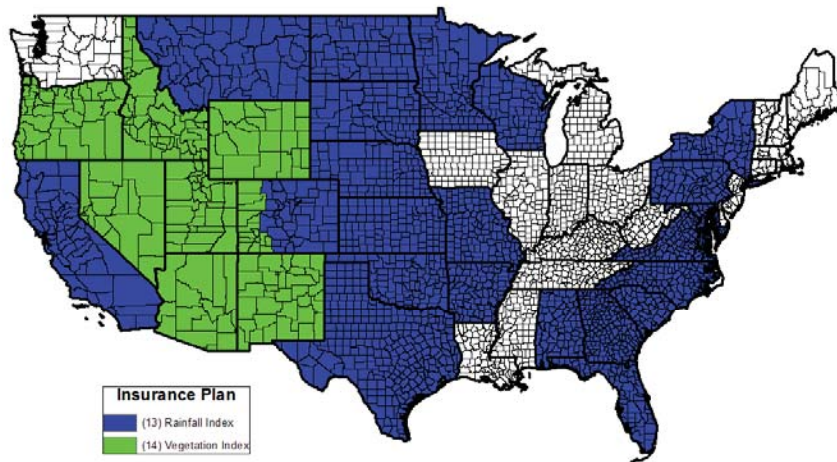 Insurance Plan
(13) Rainfall Index
(14) Vegetation Index